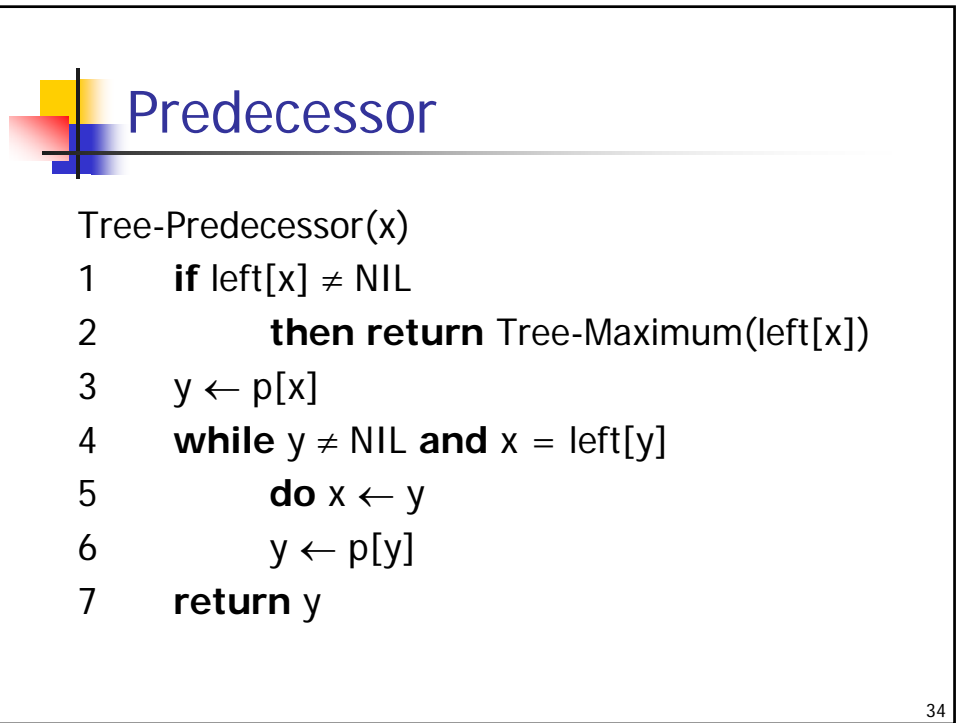 Predecessor
Tree-Predecessor(x)
1 if left[x] ≠ NIL
2 then return Tree-Maximum(left[x])
3 y ← p[x]
4 while y ≠ NIL and x = left[y]
5 do x ← y
6 y ← p[y]
7 return y
34